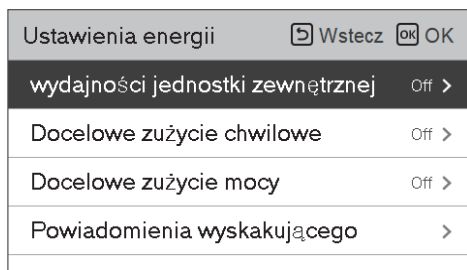 Ustawienia energii Wstecz OK OK
wydajności jednostki zewnętrznej Off >
Docelowe zużycie chwilowe Off >
Docelowe zużycie mocy Off >
Powiadomienia wyskakującego >